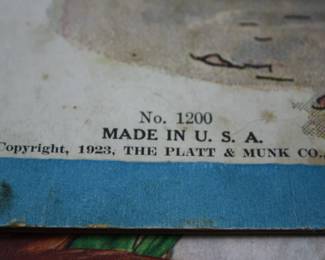 No. 1200
MADE IN U. S. A.
Copyright, 1923, THE PLATT & MUNK CO.,